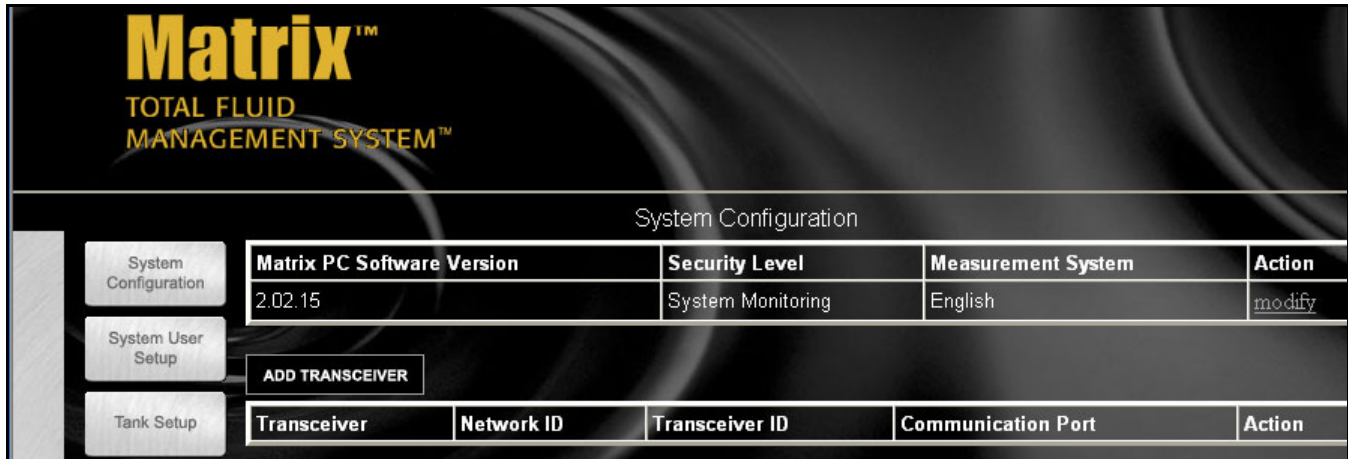 Matrix™
TOTAL FLUID
MANAGEMENT SYSTEM™
System Configuration
System
Configuration
System User
Setup
Tank Setup
Matrix PC Software Version Security Level Measurement System Action
2.02.15 System Monitoring English modify
ADD TRANSCEIVER
Transceiver Network ID Transceiver ID Communication Port Action